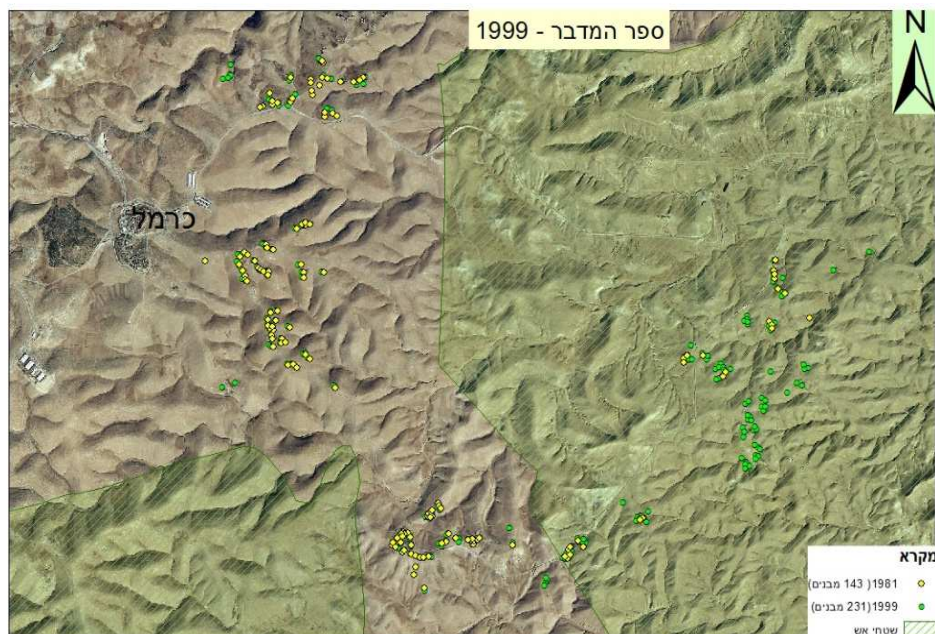 ספר המדבר - 1999
N
כרמל
מקרא
1981( 143 מבנים)
1999(231 מבנים)
שטחי אש